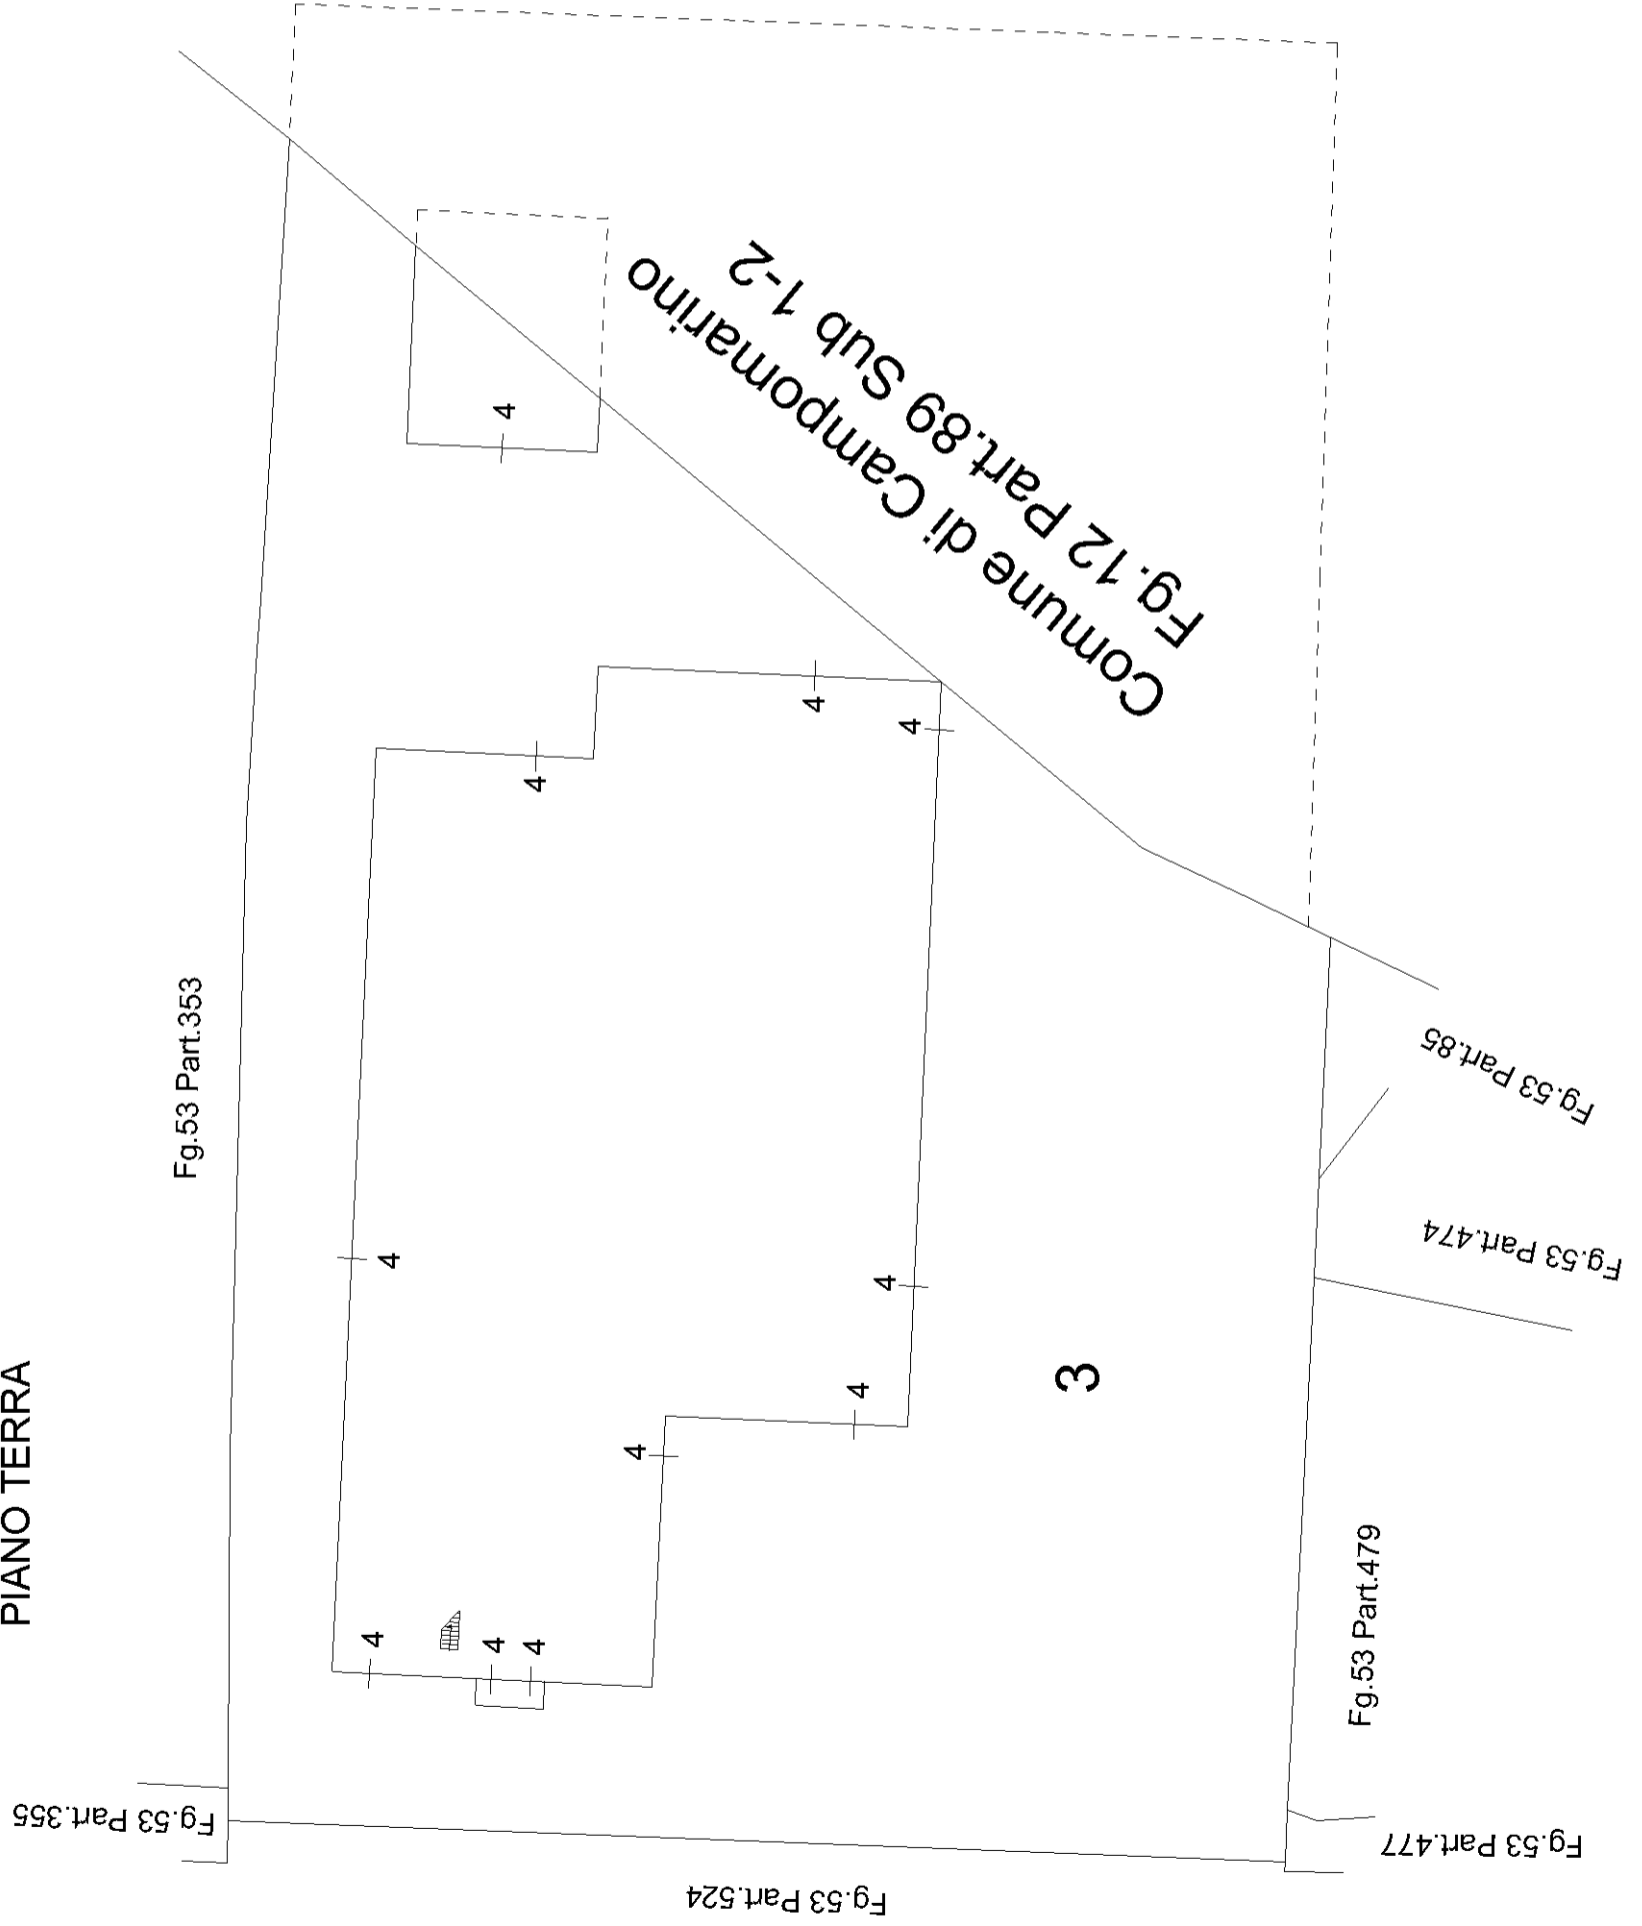 PIANO TERRA
Fg.53 Part.353
Comune di Campomarino
Fg.12 Part.89 Sub 1-2
4
4
4
4
4
4
4
4
4
4
4
4
3
Fg.53 Part.85
Fg.53 Part.474
Fg.53 Part.479
Fg.53 Part.477
Fg.53 Part.355
Fg.53 Part.524